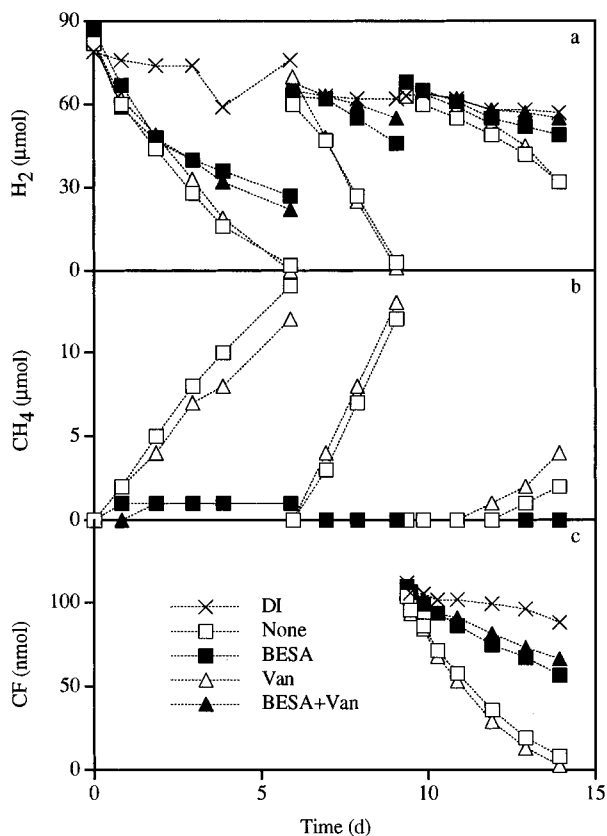 90
a
60
H2 (μmol)
30
0
b
10
CH4 (μmol)
5
0
c
100
CF (nmol)
50
0
DI
None
BESA
Van
BESA+Van
0 5 10 15
Time (d)